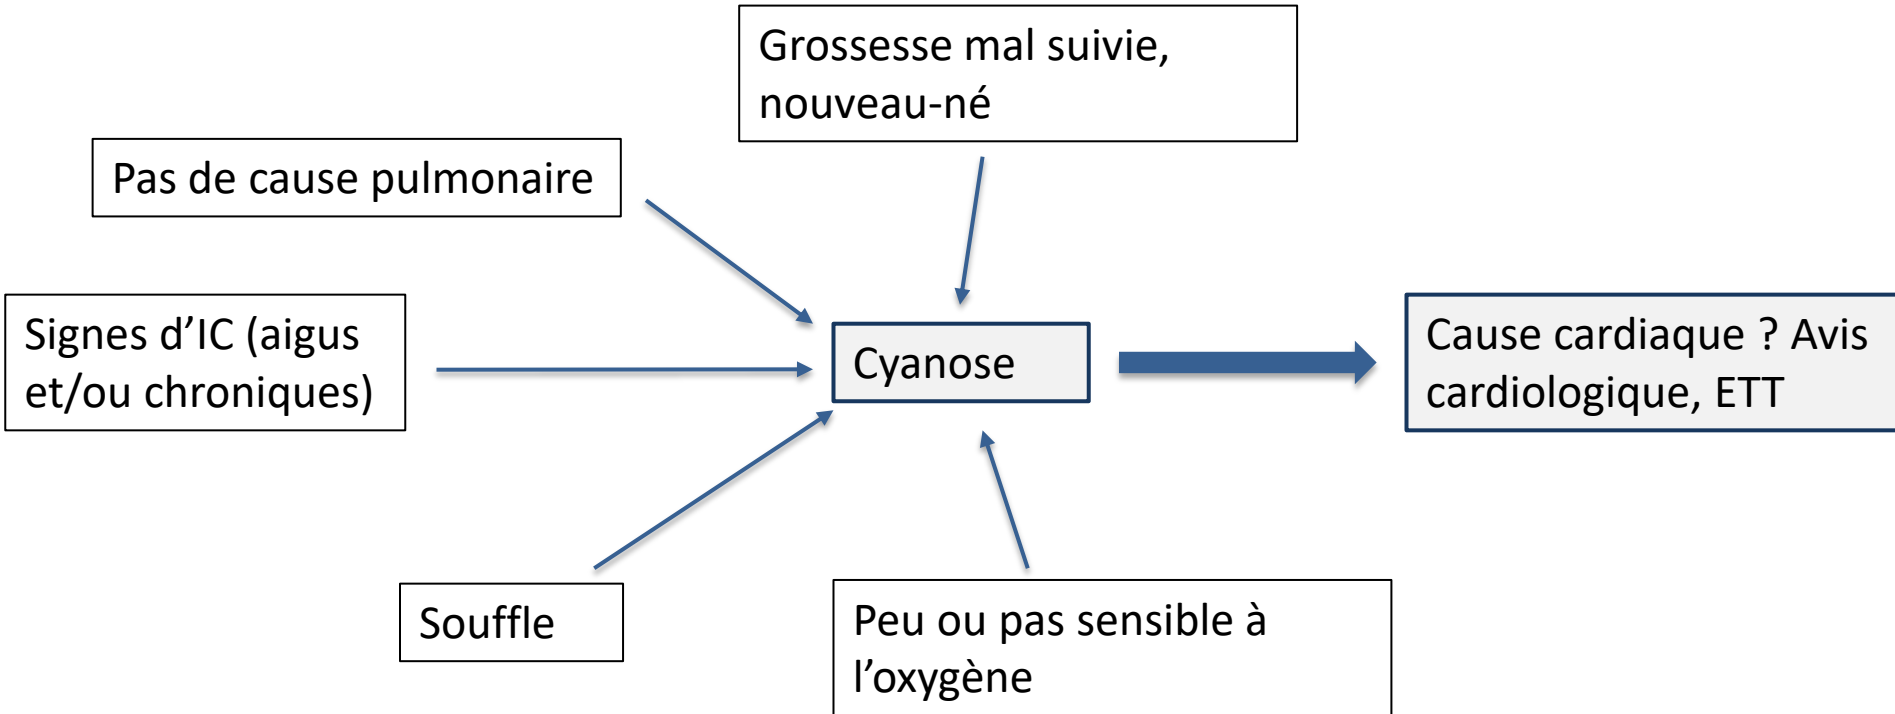 Grossesse mal suivie,
nouveau-né
Pas de cause pulmonaire
Signes d’IC (aigus
et/ou chroniques)
Cyanose
Cause cardiaque ? Avis
cardiologique, ETT
Souffle
Peu ou pas sensible à
l’oxygène